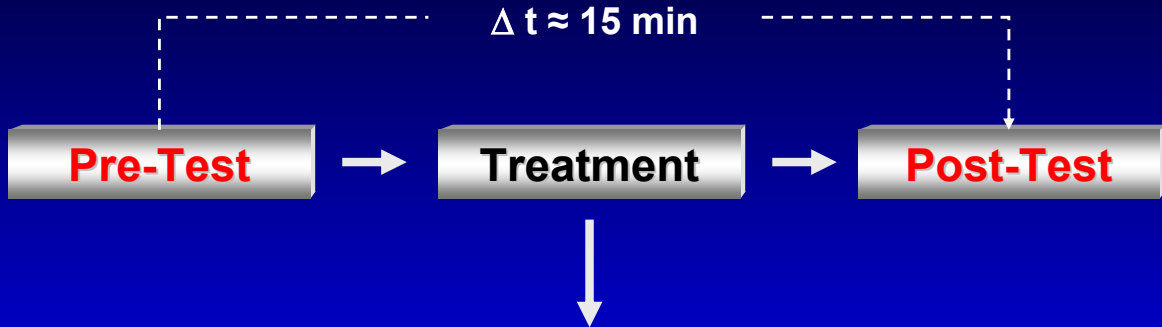 Δ t ≈ 15 min
Pre-Test
Treatment
Post-Test